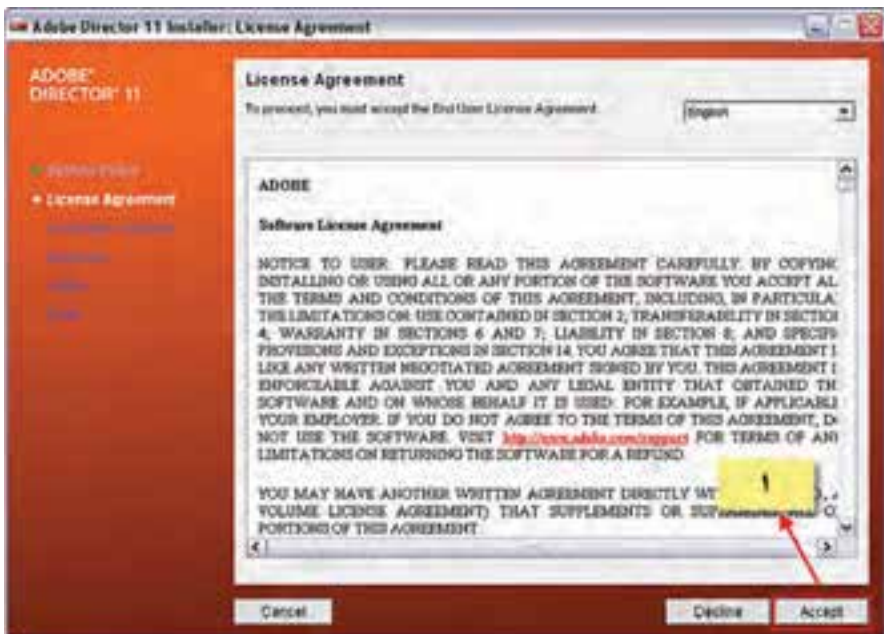 Adobe Director 11 Installer: License Agreement
ADOBE®
DIRECTOR® 11
License Agreement
License Agreement
To proceed, you must accept the End User License Agreement
English
ADOBE
Software License Agreement
NOTICE TO USER: PLEASE READ THIS AGREEMENT CAREFULLY. BY COPYING
INSTALLING OR USING ALL OR ANY PORTION OF THE SOFTWARE YOU ACCEPT AL
THE TERMS AND CONDITIONS OF THIS AGREEMENT, INCLUDING, IN PARTICULA
THE LIMITATIONS ON: USE CONTAINED IN SECTION 2; TRANSFERABILITY IN SECTIO
4; WARRANTY IN SECTIONS 6 AND 7; LIABILITY IN SECTION 8; AND SPECIFI
PROVISIONS AND EXCEPTIONS IN SECTION 14. YOU AGREE THAT THIS AGREEMENT I
LIKE ANY WRITTEN NEGOTIATED AGREEMENT SIGNED BY YOU. THIS AGREEMENT I
ENFORCEABLE AGAINST YOU AND ANY LEGAL ENTITY THAT OBTAINED TH
SOFTWARE AND ON WHOSE BEHALF IT IS USED: FOR EXAMPLE, IF APPLICABLE
YOUR EMPLOYER. IF YOU DO NOT AGREE TO THE TERMS OF THIS AGREEMENT, D
NOT USE THE SOFTWARE. VISIT http://www.adobe.com/support FOR TERMS OF AN
LIMITATIONS ON RETURNING THE SOFTWARE FOR A REFUND.
YOU MAY HAVE ANOTHER WRITTEN AGREEMENT DIRECTLY WI
VOLUME LICENSE AGREEMENT) THAT SUPPLEMENTS OR
PORTIONS OF THIS AGREEMENT
۱
Cancel
Decline
Accept